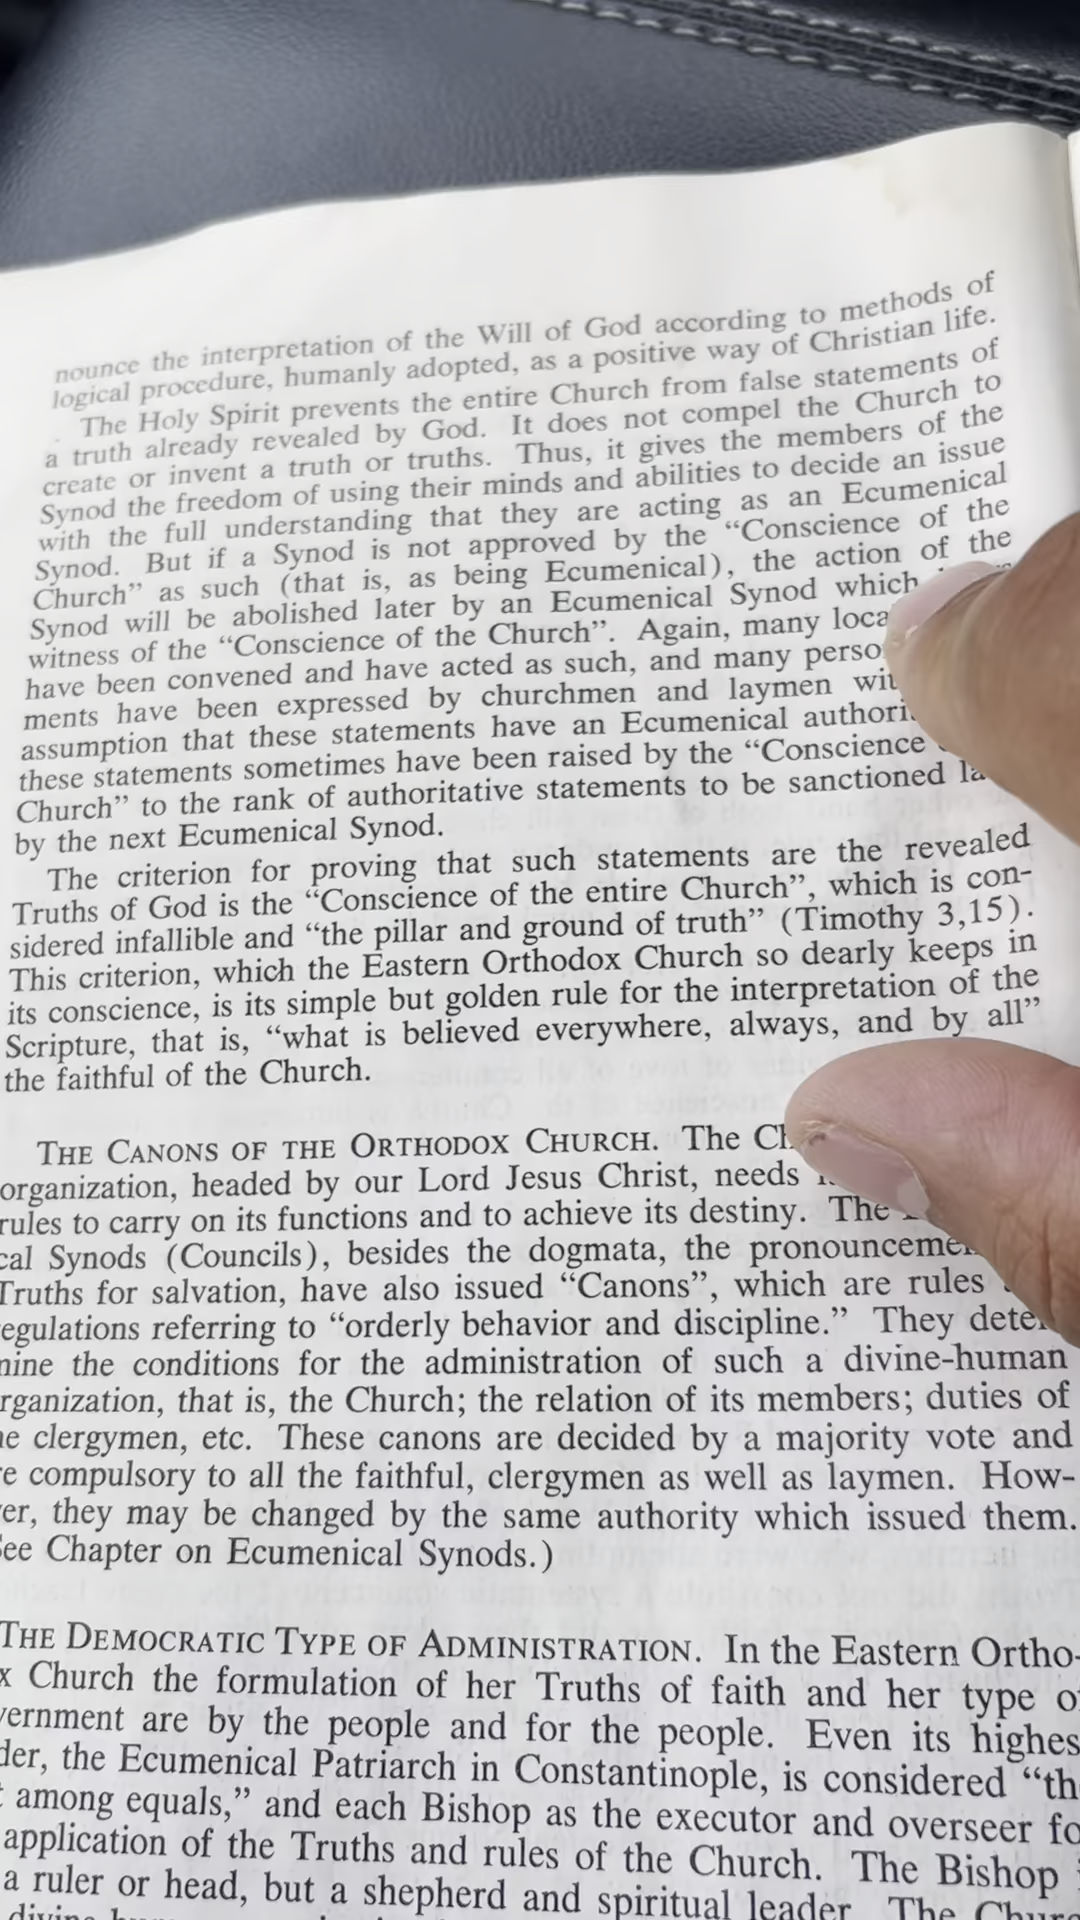 nounce the interpretation of the Will of God according to methods of
logical procedure, humanly adopted, as a positive way of Christian life.
The Holy Spirit prevents the entire Church from false statements of
a truth already revealed by God. It does not compel the Church to
create or invent a truth or truths. Thus, it gives the members of the
Synod the freedom of using their minds and abilities to decide an issue
with the full understanding that they are acting as an Ecumenical
Synod. But if a Synod is not approved by the “Conscience of the
Church” as such (that is, as being Ecumenical), the action of the
Synod will be abolished later by an Ecumenical Synod which
witness of the “Conscience of the Church”. Again, many loca
have been convened and have acted as such, and many perso
ments have been expressed by churchmen and laymen wit
assumption that these statements have an Ecumenical authori
these statements sometimes have been raised by the “Conscience
Church” to the rank of authoritative statements to be sanctioned la
by the next Ecumenical Synod.
The criterion for proving that such statements are the revealed
Truths of God is the “Conscience of the entire Church”, which is con-
sidered infallible and “the pillar and ground of truth” (Timothy 3,15).
This criterion, which the Eastern Orthodox Church so dearly keeps in
its conscience, is its simple but golden rule for the interpretation of the
Scripture, that is, “what is believed everywhere, always, and by all”
the faithful of the Church.
THE CANONS OF THE ORTHODOX CHURCH. The Ch
organization, headed by our Lord Jesus Christ, needs
rules to carry on its functions and to achieve its destiny. The
cal Synods (Councils), besides the dogmata, the pronounceme
Truths for salvation, have also issued “Canons”, which are rules
egulations referring to “orderly behavior and discipline.” They deter
mine the conditions for the administration of such a divine-human
rganization, that is, the Church; the relation of its members; duties of
e clergymen, etc. These canons are decided by a majority vote and
e compulsory to all the faithful, clergymen as well as laymen. How-
er, they may be changed by the same authority which issued them.
See Chapter on Ecumenical Synods.)
THE DEMOCRATIC TYPE OF ADMINISTRATION. In the Eastern Ortho-
x Church the formulation of her Truths of faith and her type of
vernment are by the people and for the people. Even its highes
der, the Ecumenical Patriarch in Constantinople, is considered “th
among equals,” and each Bishop as the executor and overseer fo
application of the Truths and rules of the Church. The Bishop
a ruler or head, but a shepherd and spiritual leader. The Churc